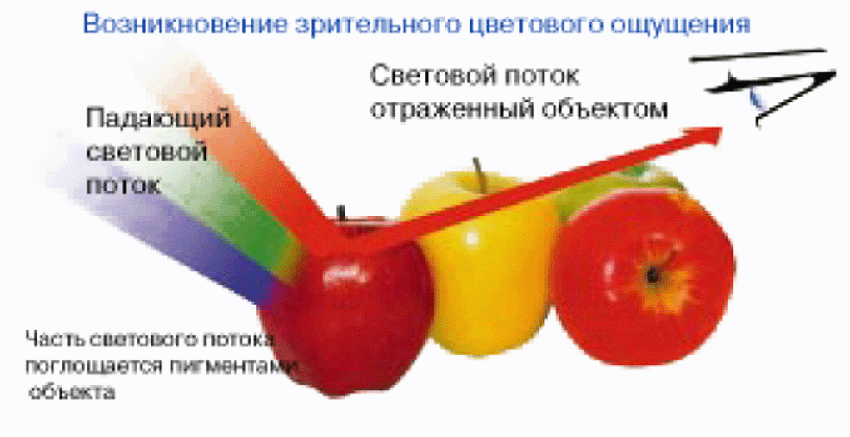 Возникновение зрительного цветового ощущения
Световой поток
отраженный объектом
Падающий
световой
поток
Часть светового потока
поглощается пигментами
объекта